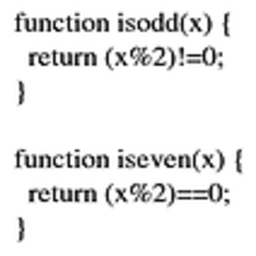 function isodd(x) {
return (x%2)!=0;
}
function iseven(x) {
return (x%2)==0;
}